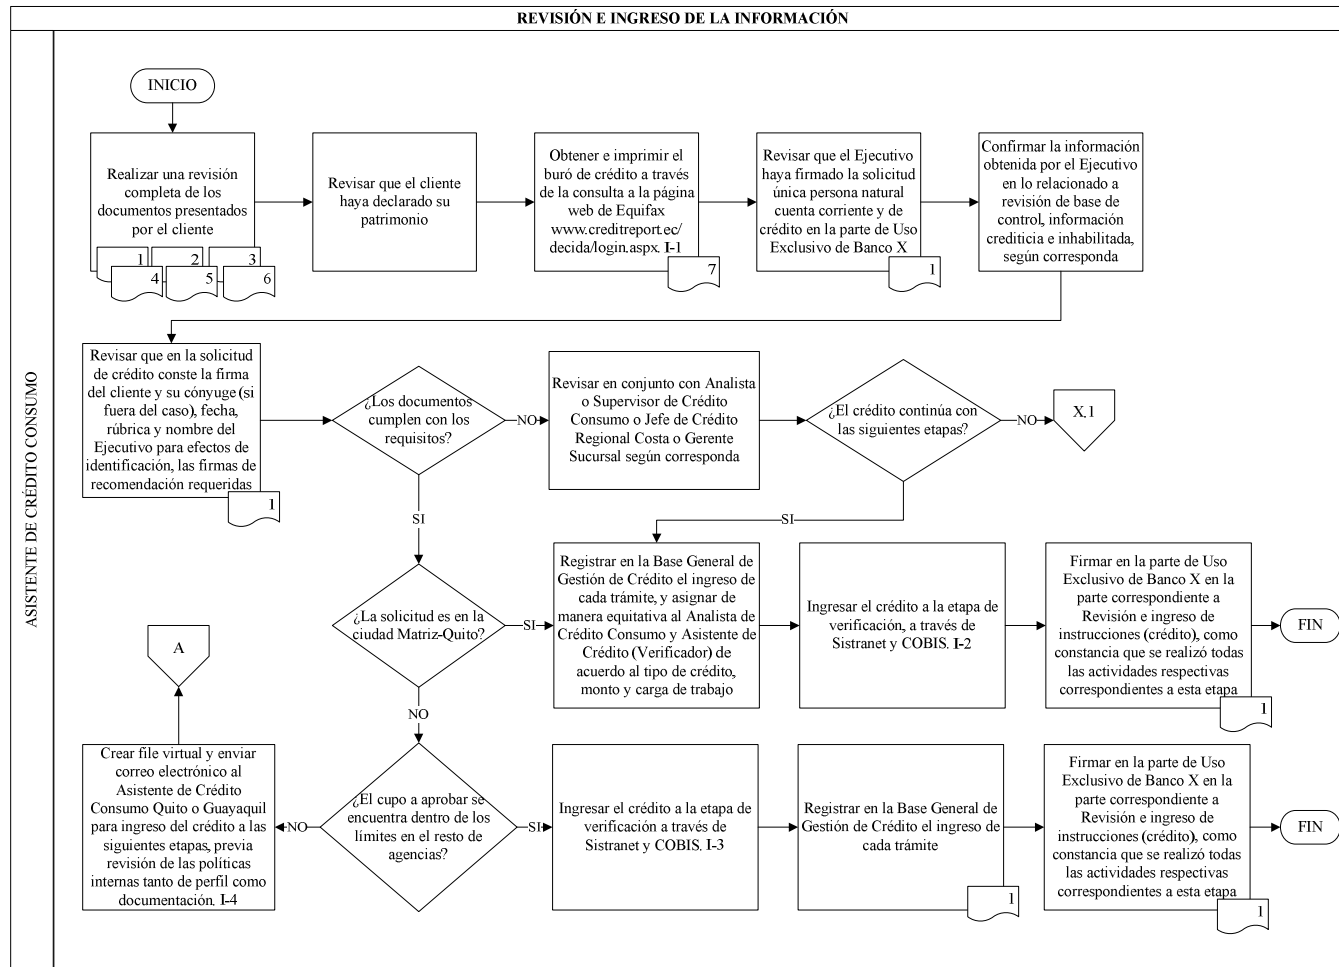 REVISIÓN E INGRESO DE LA INFORMACIÓN
ASISTENTE DE CRÉDITO CONSUMO
INICIO
Realizar una revisión
completa de los
documentos presentados
por el cliente
1
2
3
4
5
6
Revisar que el cliente
haya declarado su
patrimonio
Obtener e imprimir el
buró de crédito a través
de la consulta a la página
web de Equifax
www.creditreport.ec/
decida/login.aspx. I-1
7
Revisar que el Ejecutivo
haya firmado la solicitud
única persona natural
cuenta corriente y de
crédito en la parte de Uso
Exclusivo de Banco X
1
Confirmar la información
obtenida por el Ejecutivo
en lo relacionado a
revisión de base de
control, información
crediticia e inhabilitada,
según corresponda
Revisar que en la solicitud
de crédito conste la firma
del cliente y su cónyuge (si
fuera del caso), fecha,
rúbrica y nombre del
Ejecutivo para efectos de
identificación, las firmas de
recomendación requeridas
1
¿Los documentos
cumplen con los
requisitos?
NO
Revisar en conjunto con Analista
o Supervisor de Crédito
Consumo o Jefe de Crédito
Regional Costa o Gerente
Sucursal según corresponda
¿El crédito continúa con
las siguientes etapas?
NO
X.1
SI
SI
¿La solicitud es en la
ciudad Matriz-Quito?
SI
Registrar en la Base General de
Gestión de Crédito el ingreso de
cada trámite, y asignar de
manera equitativa al Analista de
Crédito Consumo y Asistente de
Crédito (Verificador) de
acuerdo al tipo de crédito,
monto y carga de trabajo
Ingresar el crédito a la etapa de
verificación, a través de
Sistranet y COBIS. I-2
Firmar en la parte de Uso
Exclusivo de Banco X en la
parte correspondiente a
Revisión e ingreso de
instrucciones (crédito), como
constancia que se realizó todas
las actividades respectivas
correspondientes a esta etapa
1
FIN
A
NO
Crear file virtual y enviar
correo electrónico al
Asistente de Crédito
Consumo Quito o Guayaquil
para ingreso del crédito a las
siguientes etapas, previa
revisión de las políticas
internas tanto de perfil como
documentación. I-4
NO
¿El cupo a aprobar se
encuentra dentro de los
límites en el resto de
agencias?
SI
Ingresar el crédito a la etapa de
verificación a través de
Sistranet y COBIS. I-3
Registrar en la Base General de
Gestión de Crédito el ingreso de
cada trámite
1
Firmar en la parte de Uso
Exclusivo de Banco X en la
parte correspondiente a
Revisión e ingreso de
instrucciones (crédito), como
constancia que se realizó todas
las actividades respectivas
correspondientes a esta etapa
1
FIN